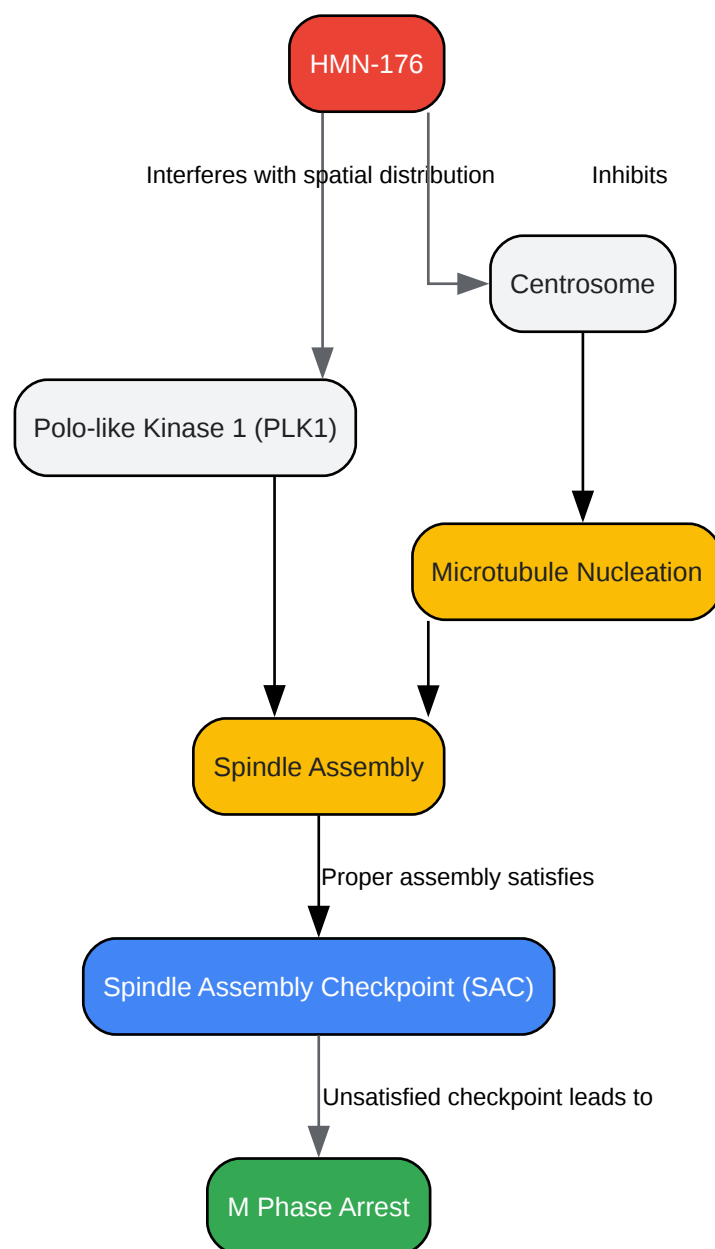 HMN-176
Interferes with spatial distribution
Inhibits
Centrosome
Polo-like Kinase 1 (PLK1)
Microtubule Nucleation
Spindle Assembly
Proper assembly satisfies
Spindle Assembly Checkpoint (SAC)
Unsatisfied checkpoint leads to
M Phase Arrest